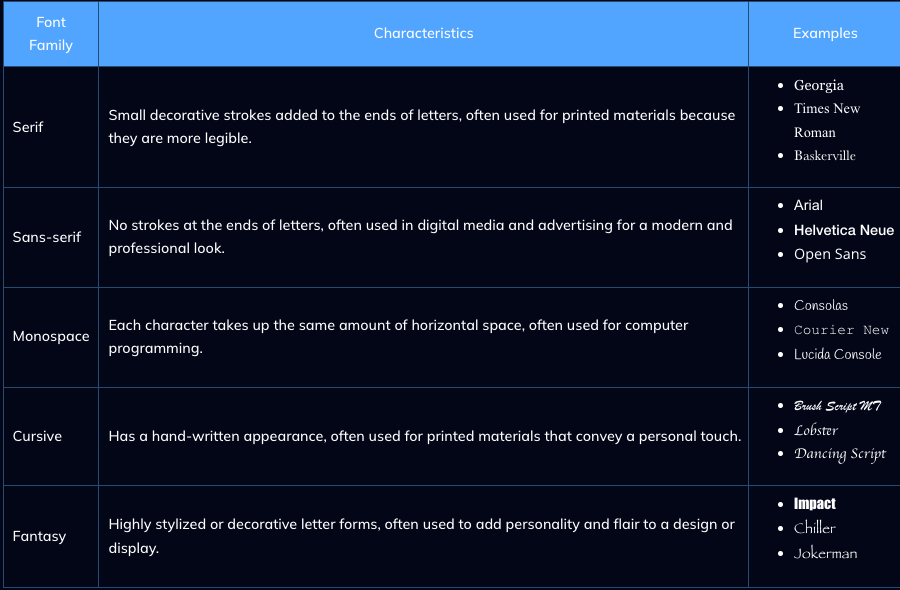 Font
Family
Characteristics
Examples
Serif
Small decorative strokes added to the ends of letters, often used for printed materials because
they are more legible.
Georgia
Times New
Roman
Baskerville
Sans-serif
No strokes at the ends of letters, often used in digital media and advertising for a modern and
professional look.
Arial
Helvetica Neue
Open Sans
Monospace
Each character takes up the same amount of horizontal space, often used for computer
programming.
Consolas
Courier New
Lucida Console
Cursive
Has a hand-written appearance, often used for printed materials that convey a personal touch.
Brush Script MT
Lobster
Dancing Script
Fantasy
Highly stylized or decorative letter forms, often used to add personality and flair to a design or
display.
Impact
Chiller
Jokerman